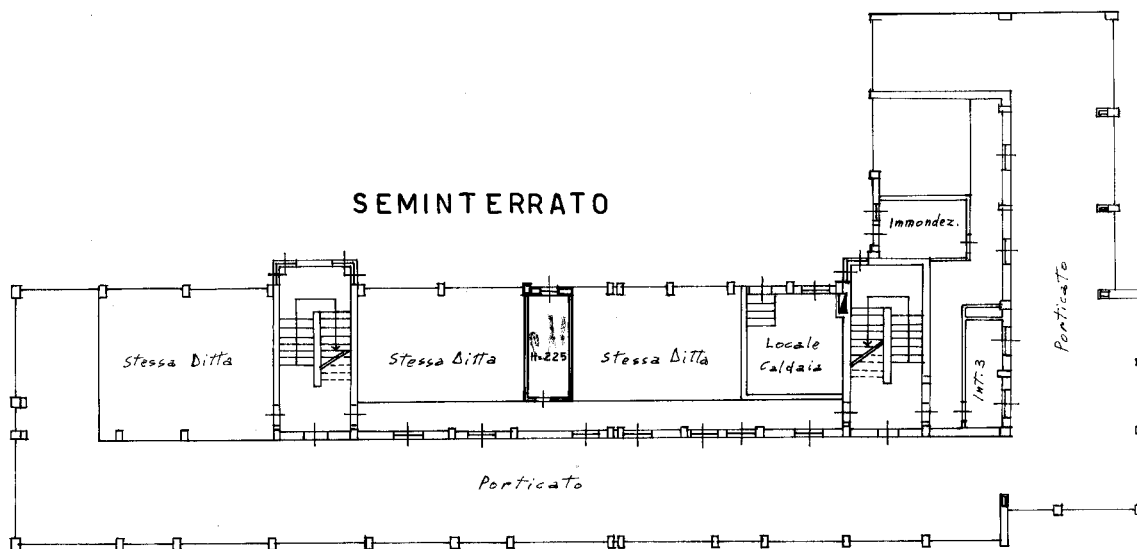 SEMINTERRATO
Immondez.
Porticato
Stessa Ditta
Stessa Ditta
H=225
Stessa Ditta
Locale
Caldaia
Int: 3
Porticato